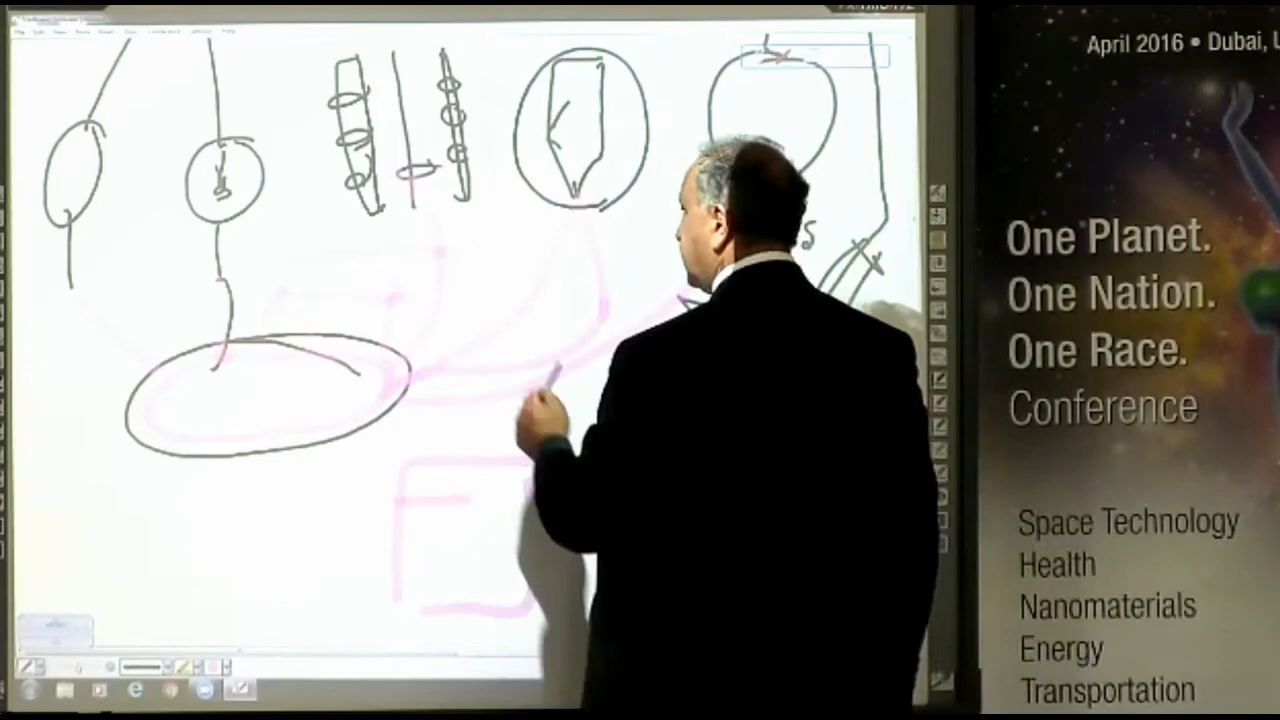 April 2016 • Dubai, U
One Planet.
One Nation.
One Race.
Conference
Space Technology
Health
Nanomaterials
Energy
Transportation
S